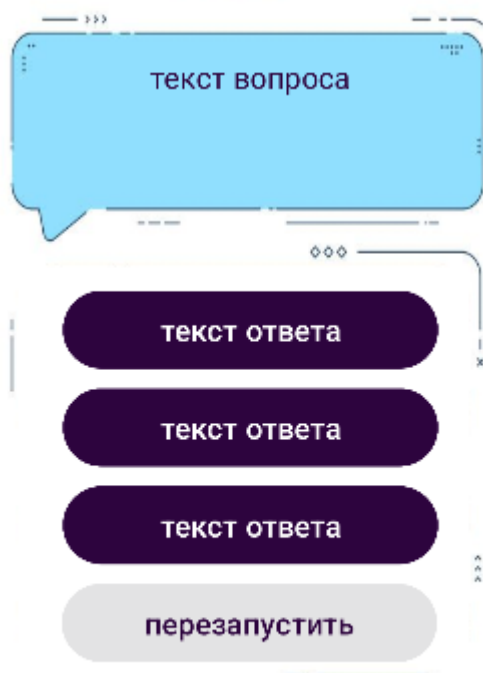 текст вопроса
текст ответа
текст ответа
текст ответа
перезапустить